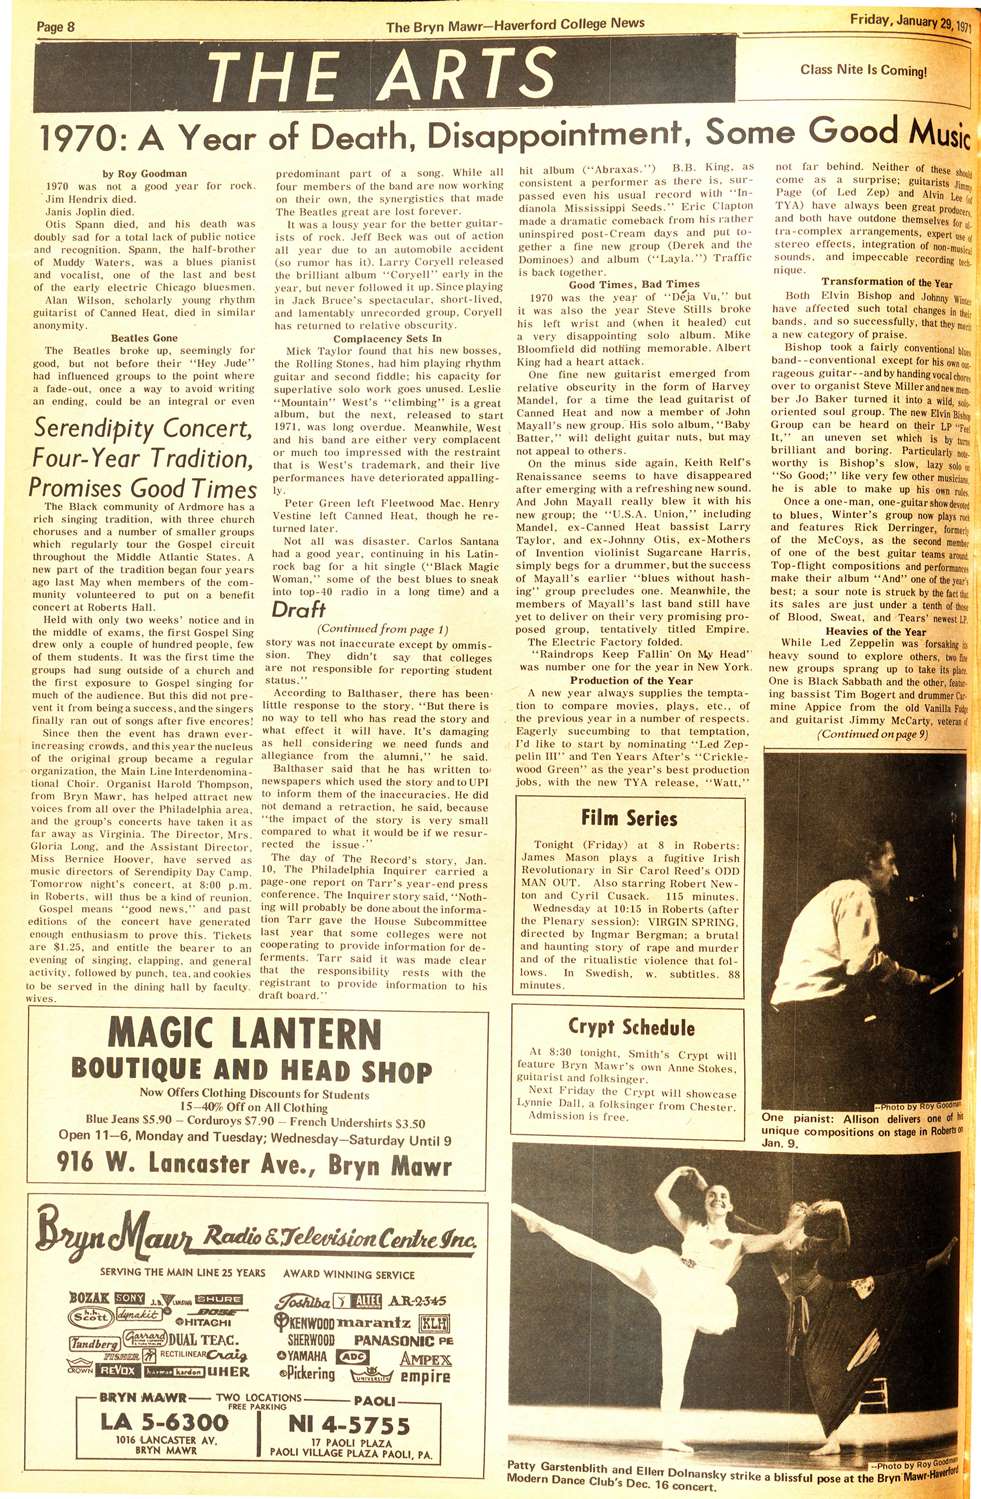 Page 8
The Bryn Mawr—Haverford College News
Friday, January 29, 1971
THE ARTS
Class Nite Is Coming!
1970: A Year of Death, Disappointment, Some Good Music
by Roy Goodman
1970 was not a good year for rock.
Jim Hendrix died.
Janis Joplin died.
Otis Spann died, and his death was
doubly sad for a total lack of public notice
and recognition. Spann, the half-brother
of Muddy Waters, was a blues pianist
and vocalist, one of the last and best
of the early electric Chicago bluesmen.
Alan Wilson, scholarly young rhythm
guitarist of Canned Heat, died in similar
anonymity.
Beatles Gone
The Beatles broke up, seemingly for
good, but not before their "Hey Jude"
had influenced groups to the point where
a fade-out, once a way to avoid writing
an ending, could be an integral or even
predominant part of a song. While all
four members of the band are now working
on their own, the synergistics that made
The Beatles great are lost forever.
It was a lousy year for the better guitar-
ists of rock. Jeff Beck was out of action
all year due to an automobile accident
(so rumor has it). Larry Coryell released
the brilliant album "Coryell" early in the
year, but never followed it up. Since playing
in Jack Bruce's spectacular, short-lived,
and lamentably unrecorded group, Coryell
has returned to relative obscurity.
Complacency Sets In
Mick Taylor found that his new bosses,
the Rolling Stones, had him playing rhythm
guitar and second fiddle; his capacity for
superlative solo work goes unused. Leslie
"Mountain" West's "climbing" is a great
album, but the next, released to start
1971, was long overdue. Meanwhile, West
and his band are either very complacent
or much too impressed with the restraint
that is West's trademark, and their live
performances have deteriorated appalling-
ly.
Peter Green left Fleetwood Mac. Henry
Vestine left Canned Heat, though he re-
turned later.
Not all was disaster. Carlos Santana
had a good year, continuing in his Latin-
rock bag for a hit single ("Black Magic
Woman," some of the best blues to sneak
into top-40 radio in a long time) and a
hit album ("Abraxas.") B.B. King, as
consistent a performer as there is, sur-
passed even his usual record with "In-
dianola Mississippi Seeds." Eric Clapton
made a dramatic comeback from his rather
uninspired post-Cream days and put to-
gether a fine new group (Derek and the
Dominoes) and album ("Layla.") Traffic
is back together.
Good Times, Bad Times
1970 was the year of "Déja Vu," but
it was also the year Steve Stills broke
his left wrist and (when it healed) cut
a very disappointing solo album. Mike
Bloomfield did nothing memorable. Albert
King had a heart attack.
One fine new guitarist emerged from
relative obscurity in the form of Harvey
Mandel, for a time the lead guitarist of
Canned Heat and now a member of John
Mayall's new group. His solo album, "Baby
Batter," will delight guitar nuts, but may
not appeal to others.
On the minus side again, Keith Relf's
Renaissance seems to have disappeared
after emerging with a refreshing new sound.
And John Mayall really blew it with his
new group; the "U.S.A. Union," including
Mandel, ex-Canned Heat bassist Larry
Taylor, and ex-Johnny Otis, ex-Mothers
of Invention violinist Sugarcane Harris,
simply begs for a drummer, but the success
of Mayall's earlier "blues without bash-
ing" group precludes one. Meanwhile, the
members of Mayall's last band still have
yet to deliver on their very promising pro-
posed group, tentatively titled Empire.
The Electric Factory folded.
"Raindrops Keep Fallin' On My Head"
was number one for the year in New York.
Production of the Year
A new year always supplies the tempta-
tion to compare movies, plays, etc., of
the previous year in a number of respects.
Eagerly succumbing to that temptation,
I'd like to start by nominating "Led Zep-
pelin III" and Ten Years After's "Crickle-
wood Green" as the year's best production
jobs, with the new TYA release, "Watt,"
not far behind. Neither of these should
come as a surprise; guitarists Jimmy
Page (of Led Zep) and Alvin Lee (of
TYA) have always been great producers,
and both have outdone themselves for ul-
tra-complex arrangements, expert use of
stereo effects, integration of non-musical
sounds, and impeccable recording tech-
nique.
Transformation of the Year
Both Elvin Bishop and Johnny Winter
have affected such total changes in their
bands, and so successfully, that they merit
a new category of praise.
Bishop took a fairly conventional blues
band--conventional except for his own out-
rageous guitar--and by handing vocal chores
over to organist Steve Miller and new mem-
ber Jo Baker turned it into a wild, solo-
oriented soul group. The new Elvin Bishop
Group can be heard on their LP "Feel
It," an uneven set which is by turns
brilliant and boring. Particularly note-
worthy is Bishop's slow, lazy solo on
"So Good;" like very few other musicians,
he is able to make up his own rules.
Once a one-man, one-guitar show devoted
to blues, Winter's group now plays rock
and features Rick Derringer, formerly
of the McCoys, as the second member
of one of the best guitar teams around.
Top-flight compositions and performances
make their album "And" one of the year's
best; a sour note is struck by the fact that
its sales are just under a tenth of those
of Blood, Sweat, and Tears' newest LP.
Heavies of the Year
While Led Zeppelin was forsaking its
heavy sound to explore others, two fine
new groups sprang up to take its place.
One is Black Sabbath and the other, featur-
ing bassist Tim Bogert and drummer Car-
mine Appice from the old Vanilla Fudge
and guitarist Jimmy McCarty, veteran of
(Continued on page 9)
Serendipity Concert,
Four-Year Tradition,
Promises Good Times
The Black community of Ardmore has a
rich singing tradition, with three church
choruses and a number of smaller groups
which regularly tour the Gospel circuit
throughout the Middle Atlantic States. A
new part of the tradition began four years
ago last May when members of the com-
munity volunteered to put on a benefit
concert at Roberts Hall.
Held with only two weeks' notice and in
the middle of exams, the first Gospel Sing
drew only a couple of hundred people, few
of them students. It was the first time the
groups had sung outside of a church and
the first exposure to Gospel singing for
much of the audience. But this did not pre-
vent it from being a success, and the singers
finally ran out of songs after five encores!
Since then the event has drawn ever-
increasing crowds, and this year the nucleus
of the original group became a regular
organization, the Main Line Interdenomina-
tional Choir. Organist Harold Thompson,
from Bryn Mawr, has helped attract new
voices from all over the Philadelphia area,
and the group's concerts have taken it as
far away as Virginia. The Director, Mrs.
Gloria Long, and the Assistant Director,
Miss Bernice Hoover, have served as
music directors of Serendipity Day Camp.
Tomorrow night's concert, at 8:00 p.m.
in Roberts, will thus be a kind of reunion.
Gospel means "good news," and past
editions of the concert have generated
enough enthusiasm to prove this. Tickets
are $1.25, and entitle the bearer to an
evening of singing, clapping, and general
activity, followed by punch, tea, and cookies
to be served in the dining hall by faculty
wives.
Draft
(Continued from page 1)
story was not inaccurate except by ommis-
sion. They didn't say that colleges
are not responsible for reporting student
status."
According to Balthaser, there has been
little response to the story. "But there is
no way to tell who has read the story and
what effect it will have. It's damaging
as hell considering we need funds and
allegiance from the alumni," he said.
Balthaser said that he has written to
newspapers which used the story and to UPI
to inform them of the inaccuracies. He did
not demand a retraction, he said, because
"the impact of the story is very small
compared to what it would be if we resur-
rected the issue."
The day of The Record's story, Jan.
10, The Philadelphia Inquirer carried a
page-one report on Tarr's year-end press
conference. The Inquirer story said, "Noth-
ing will probably be done about the informa-
tion Tarr gave the House Subcommittee
last year that some colleges were not
cooperating to provide information for de-
ferments. Tarr said it was made clear
that the responsibility rests with the
registrant to provide information to his
draft board."
Film Series
Tonight (Friday) at 8 in Roberts:
James Mason plays a fugitive Irish
Revolutionary in Sir Carol Reed's ODD
MAN OUT. Also starring Robert New-
ton and Cyril Cusack. 115 minutes.
Wednesday at 10:15 in Roberts (after
the Plenary session): VIRGIN SPRING,
directed by Ingmar Bergman; a brutal
and haunting story of rape and murder
and of the ritualistic violence that fol-
lows. In Swedish, w. subtitles. 88
minutes.
Crypt Schedule
At 8:30 tonight, Smith's Crypt will
feature Bryn Mawr's own Anne Stokes,
guitarist and folksinger.
Next Friday the Crypt will showcase
Lynnie Dall, a folksinger from Chester.
Admission is free.
--Photo by Roy Goodman
One pianist: Allison delivers one of his
unique compositions on stage in Roberts on
Jan. 9.
MAGIC LANTERN
BOUTIQUE AND HEAD SHOP
Now Offers Clothing Discounts for Students
15—40% Off on All Clothing
Blue Jeans $5.90 — Corduroys $7.90 — French Undershirts $3.50
Open 11—6, Monday and Tuesday; Wednesday—Saturday Until 9
916 W. Lancaster Ave., Bryn Mawr
Bryn Mawr Radio & Television Centre Inc.
SERVING THE MAIN LINE 25 YEARS AWARD WINNING SERVICE
BOZAK SONY J.B. LANSING SHURE
h.h. Scott dynakit BOSE
HITACHI
Tandberg Garrard DUAL TEAC.
FISHER RECTILINEAR Craig
CROWN REVOX harman kardon UHER
Toshiba ALTEC AR-2345
KENWOOD marantz KLH
SHERWOOD PANASONIC PE
YAMAHA ADC AMPEX
Pickering UNIVERSITY empire
BRYN MAWR — TWO LOCATIONS — PAOLI
FREE PARKING
LA 5-6300
1016 LANCASTER AV.
BRYN MAWR
NI 4-5755
17 PAOLI PLAZA
PAOLI VILLAGE PLAZA PAOLI, PA.
--Photo by Roy Goodman
Patty Garstenblith and Ellen Dolnansky strike a blissful pose at the Bryn Mawr-Haverford
Modern Dance Club's Dec. 16 concert.